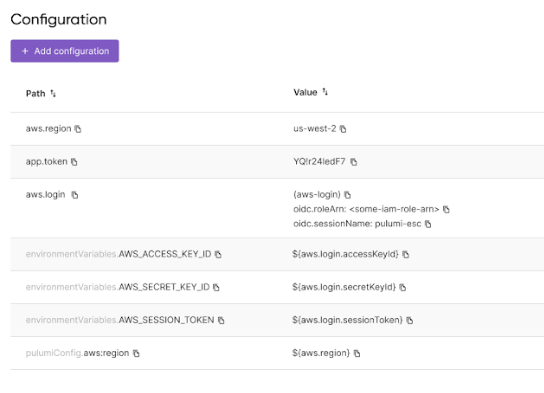 Configuration
+ Add configuration
Path Value
aws.region us-west-2
app.token YQ!r24ledF7
aws.login (aws-login)
oidc.roleArn: <some-iam-role-arn>
oidc.sessionName: pulumi-esc
environmentVariables.AWS_ACCESS_KEY_ID ${aws.login.accessKeyId}
environmentVariables.AWS_SECRET_KEY_ID ${aws.login.secretKeyId}
environmentVariables.AWS_SESSION_TOKEN ${aws.login.sessionToken}
pulumiConfig.aws:region ${aws.region}